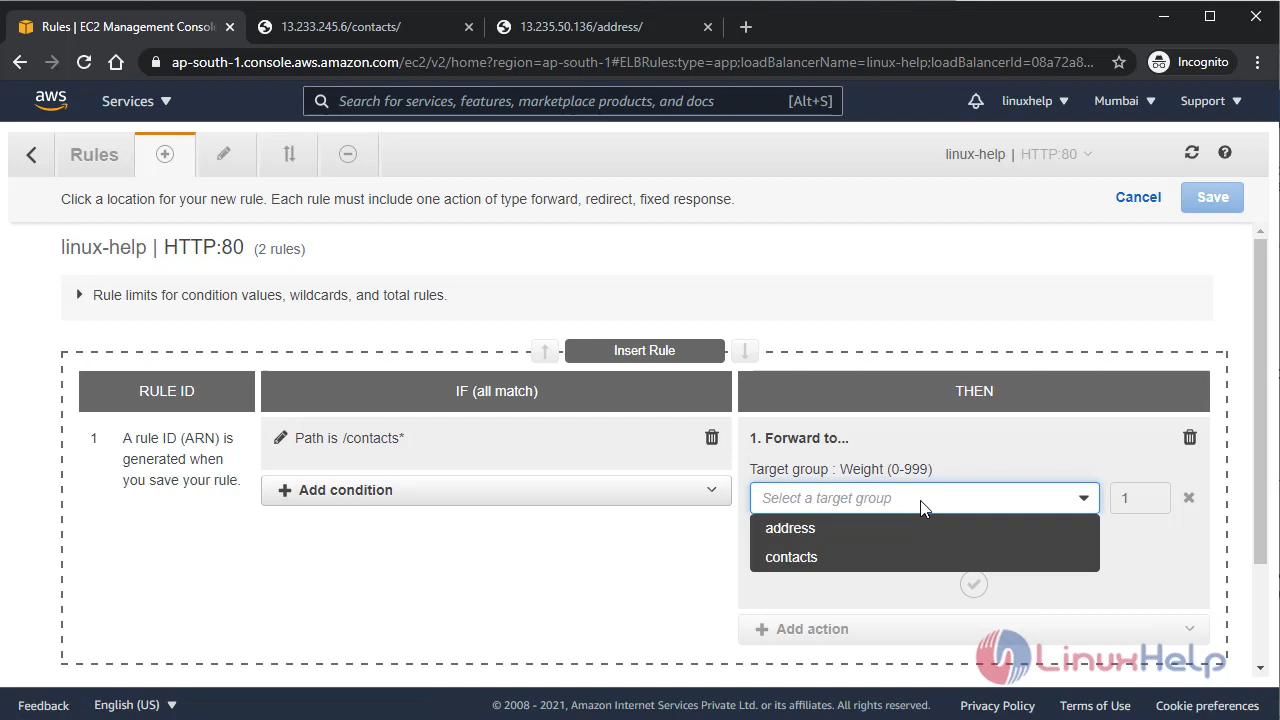 Rules | EC2 Management Consol
13.233.245.6/contacts/
13.235.50.136/address/
ap-south-1.console.aws.amazon.com/ec2/v2/home?region=ap-south-1#ELBRules:type=app;loadBalancerName=linux-help;loadBalancerId=08a72a8...
Incognito
aws
Services
Search for services, features, marketplace products, and docs
[Alt+S]
linuxhelp
Mumbai
Support
Rules
linux-help | HTTP:80
Click a location for your new rule. Each rule must include one action of type forward, redirect, fixed response.
Cancel
Save
linux-help | HTTP:80 (2 rules)
Rule limits for condition values, wildcards, and total rules.
Insert Rule
RULE ID
IF (all match)
THEN
1
A rule ID (ARN) is
generated when
you save your rule.
Path is /contacts*
Add condition
1. Forward to...
Target group : Weight (0-999)
Select a target group
1
address
contacts
Add action
LinuxHelp
Feedback
English (US)
© 2008 - 2021, Amazon Internet Services Private Ltd. or its affiliates. All rights reserved.
Privacy Policy
Terms of Use
Cookie preferences